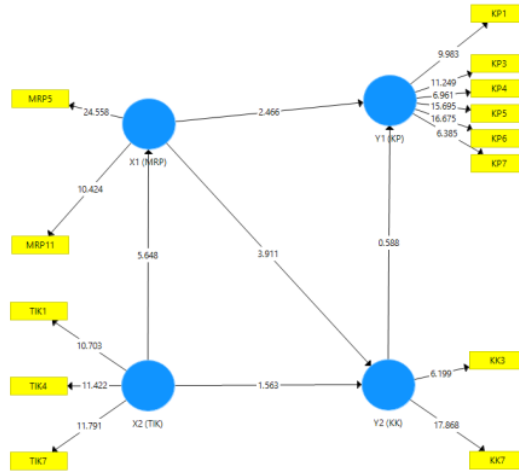 KP1
9.983
KP3
11.249
KP4
6.961
MRP5
24.558
2.466
15.695
KP5
16.675
KP6
6.385
X1 (MRP)
Y1 (KP)
KP7
10.424
MRP11
5.648
3.911
0.588
TIK1
10.703
KK3
6.199
TIK4
11.422
1.563
11.791
X2 (TIK)
Y2 (KK)
17.868
TIK7
KK7